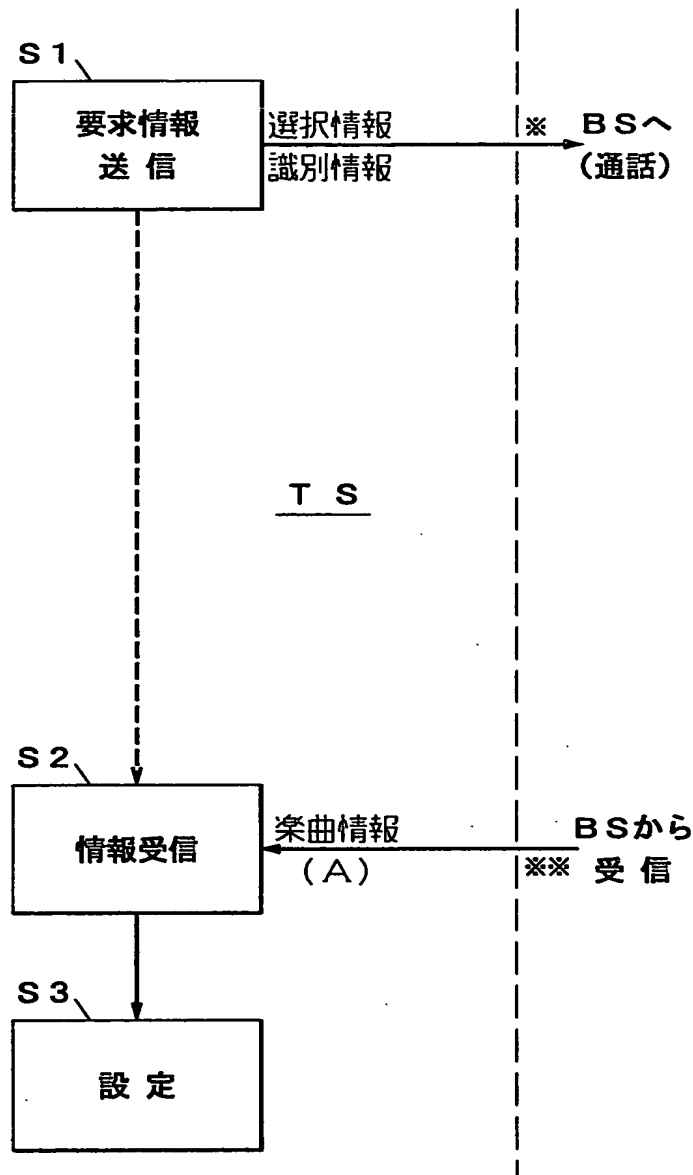 S1
要求情報
送信
選択情報
識別情報
※
BSへ
(通話)
TS
S2
情報受信
楽曲情報
(A)
BSから
※※ 受信
S3
設定